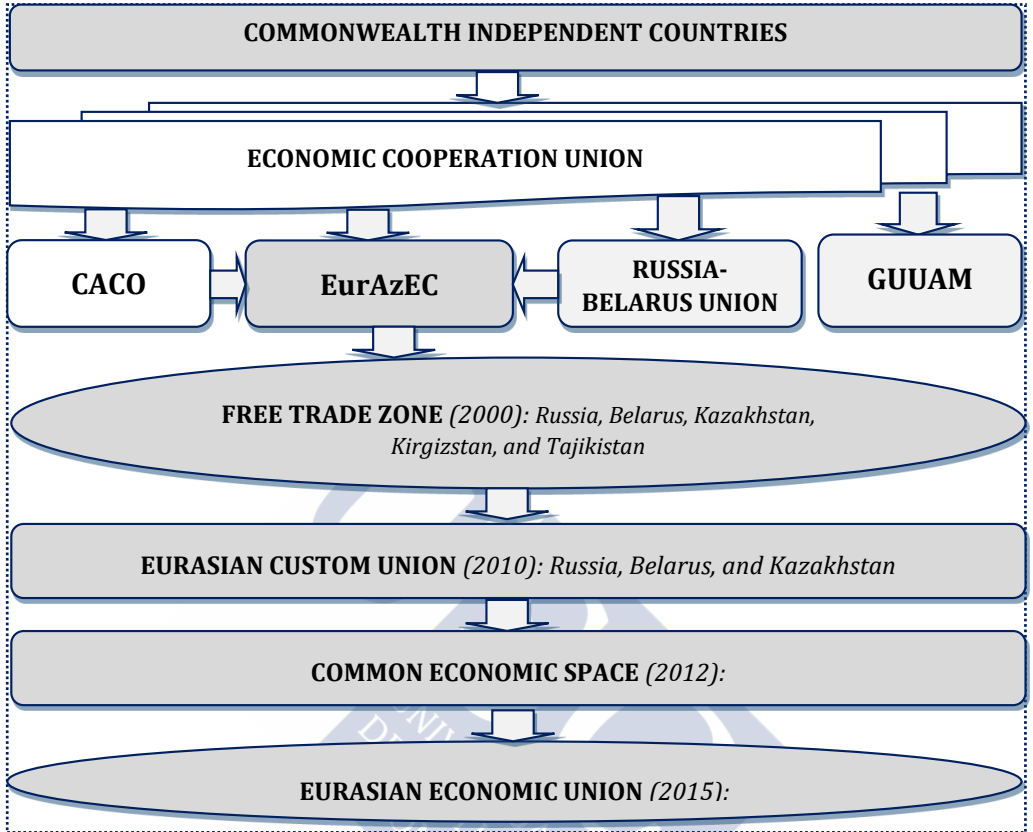 COMMONWEALTH INDEPENDENT COUNTRIES
ECONOMIC COOPERATION UNION
CACO
EurAzEC
RUSSIA-
BELARUS UNION
GUUAM
FREE TRADE ZONE (2000): Russia, Belarus, Kazakhstan,
Kirgizstan, and Tajikistan
EURASIAN CUSTOM UNION (2010): Russia, Belarus, and Kazakhstan
COMMON ECONOMIC SPACE (2012):
EURASIAN ECONOMIC UNION (2015):